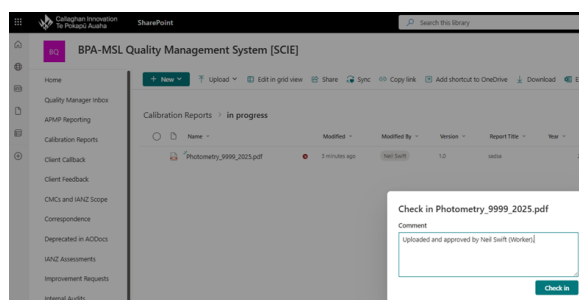 Callaghan Innovation
Te Pokapū Auaha
SharePoint
Search this library
BQ
BPA-MSL Quality Management System [SCIE]
Home
Quality Manager Inbox
APMP Reporting
Calibration Reports
Client Callback
Client Feedback
CMCs and IANZ Scope
Correspondence
Deprecated in AODocs
IANZ Assessments
Improvement Requests
Internal Audits
+ New
Upload
Edit in grid view
Share
Sync
Copy link
Add shortcut to OneDrive
Download
Calibration Reports > in progress
Name
Modified
Modified By
Version
Report Title
Year
Photometry_9999_2025.pdf
3 minutes ago
Neil Swift
1.0
Check in Photometry_9999_2025.pdf
Comment
Uploaded and approved by Neil Swift (Worker).
Check in